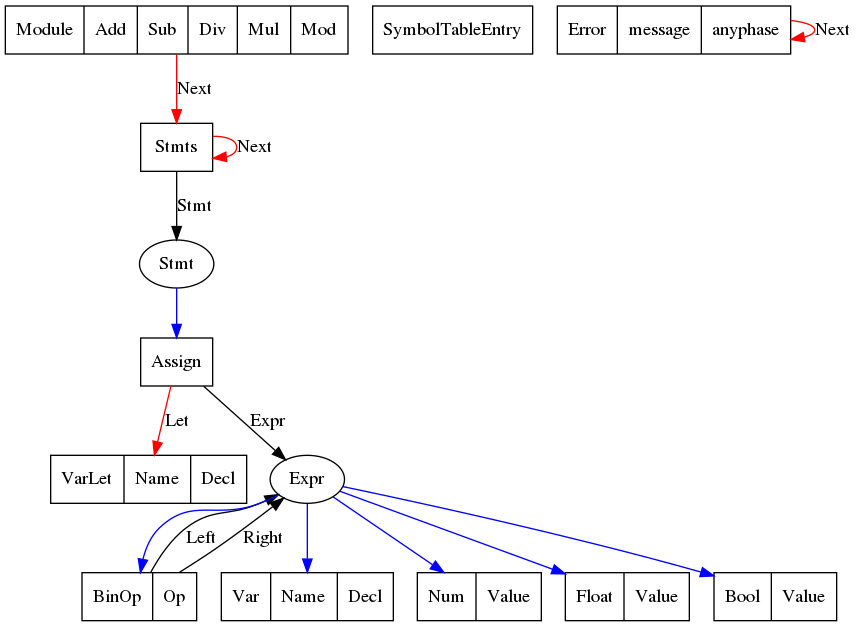 Module Add Sub Div Mul Mod
SymbolTableEntry
Error message anyphase
Next
Next
Stmts
Next
Stmt
Stmt
Assign
Let
Expr
VarLet Name Decl
Expr
Left
Right
BinOp Op
Var Name Decl
Num Value
Float Value
Bool Value